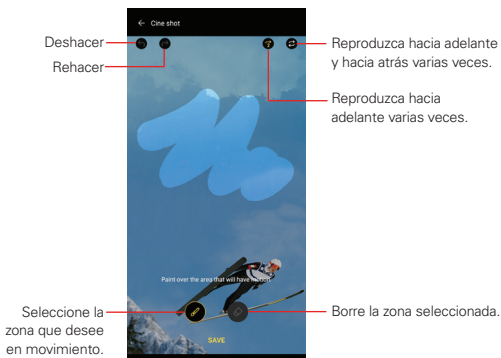 ← Cine shot
Deshacer
Rehacer
Reproduzca hacia adelante
y hacia atrás varias veces.
Reproduzca hacia
adelante varias veces.
Paint over the area that will have motion.
Seleccione la
zona que desee
en movimiento.
Borre la zona seleccionada.
SAVE